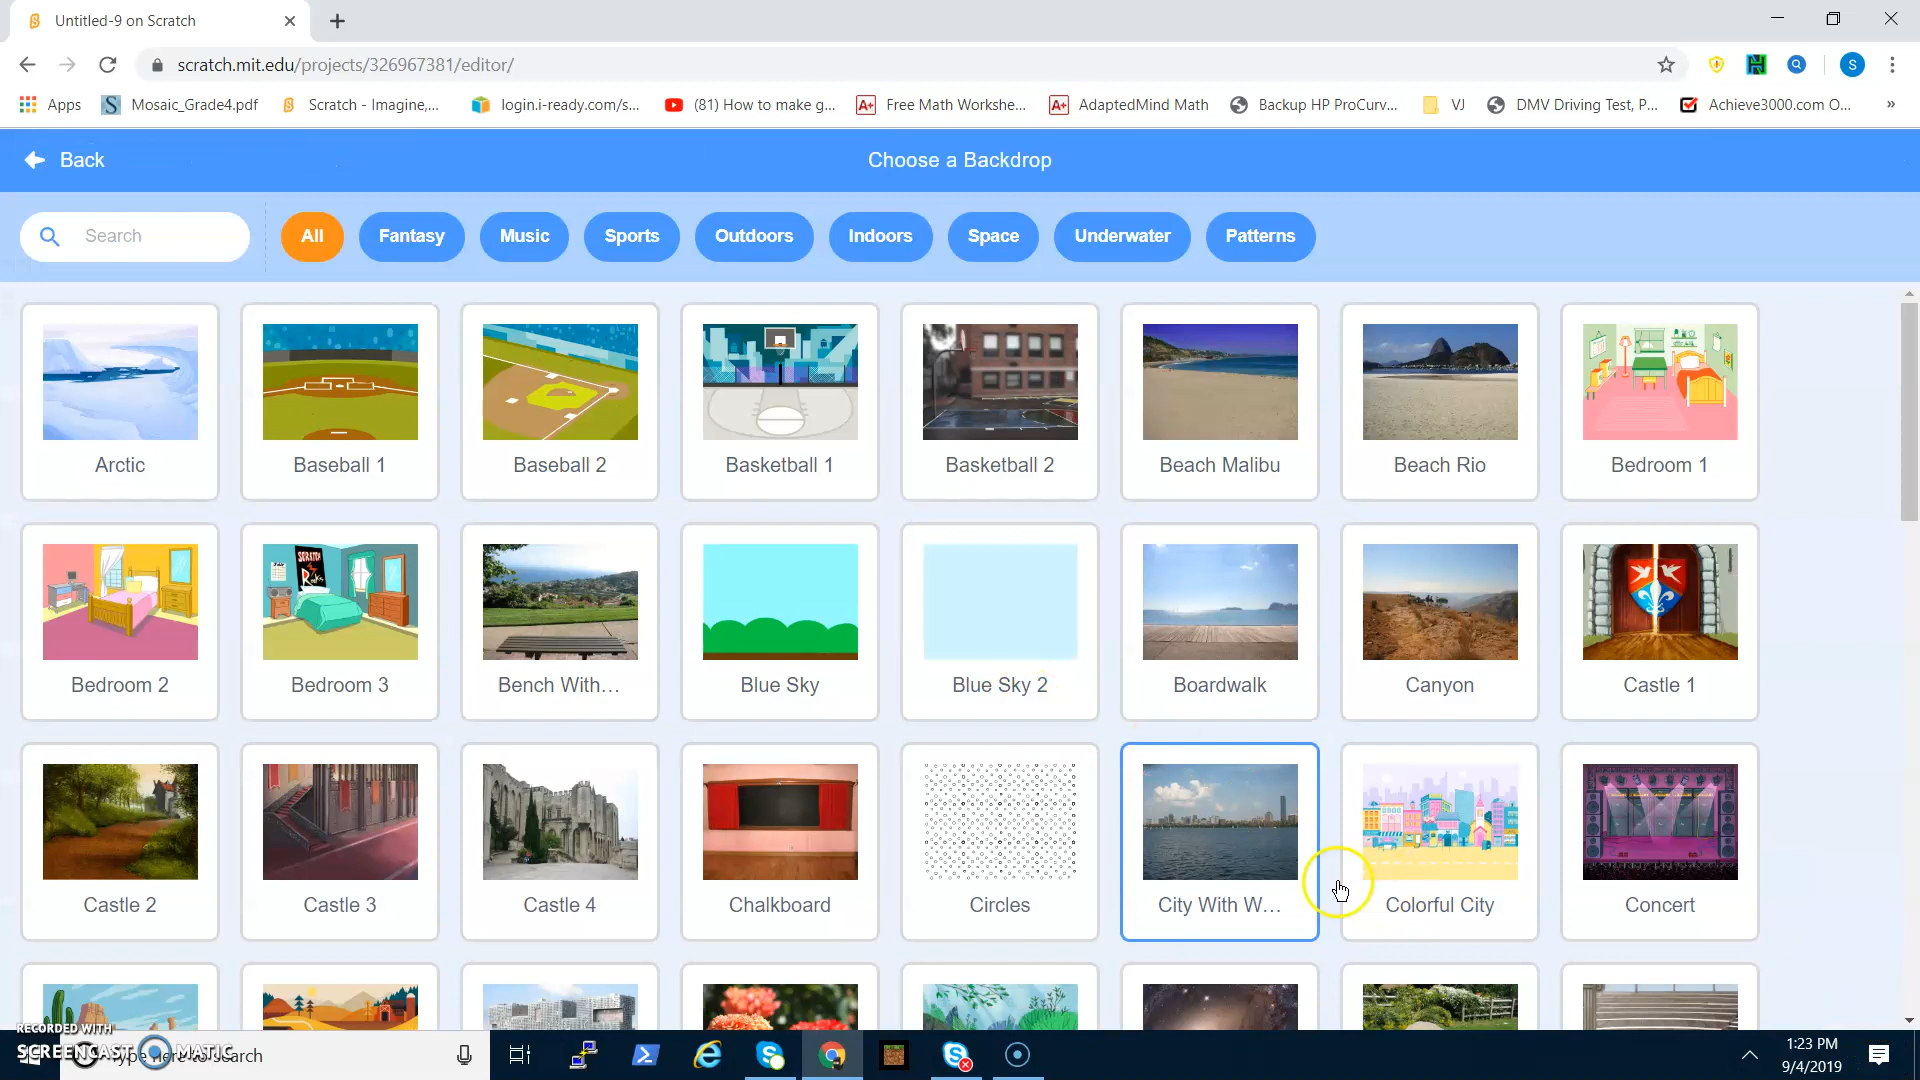 Untitled-9 on Scratch
scratch.mit.edu/projects/326967381/editor/
S
Apps Mosaic_Grade4.pdf Scratch - Imagine,... login.i-ready.com/s... (81) How to make g... A+ Free Math Workshe... A+ AdaptedMind Math Backup HP ProCurv... VJ DMV Driving Test, P... Achieve3000.com O... »
Back
Choose a Backdrop
Search
All Fantasy Music Sports Outdoors Indoors Space Underwater Patterns
Arctic Baseball 1 Baseball 2 Basketball 1 Basketball 2 Beach Malibu Beach Rio Bedroom 1
SCRATCH Rocks
Bedroom 2 Bedroom 3 Bench With... Blue Sky Blue Sky 2 Boardwalk Canyon Castle 1
Castle 2 Castle 3 Castle 4 Chalkboard Circles City With W... Colorful City Concert
RECORDED WITH
SCREENCAST MATIC
Type here to search
1:23 PM
9/4/2019